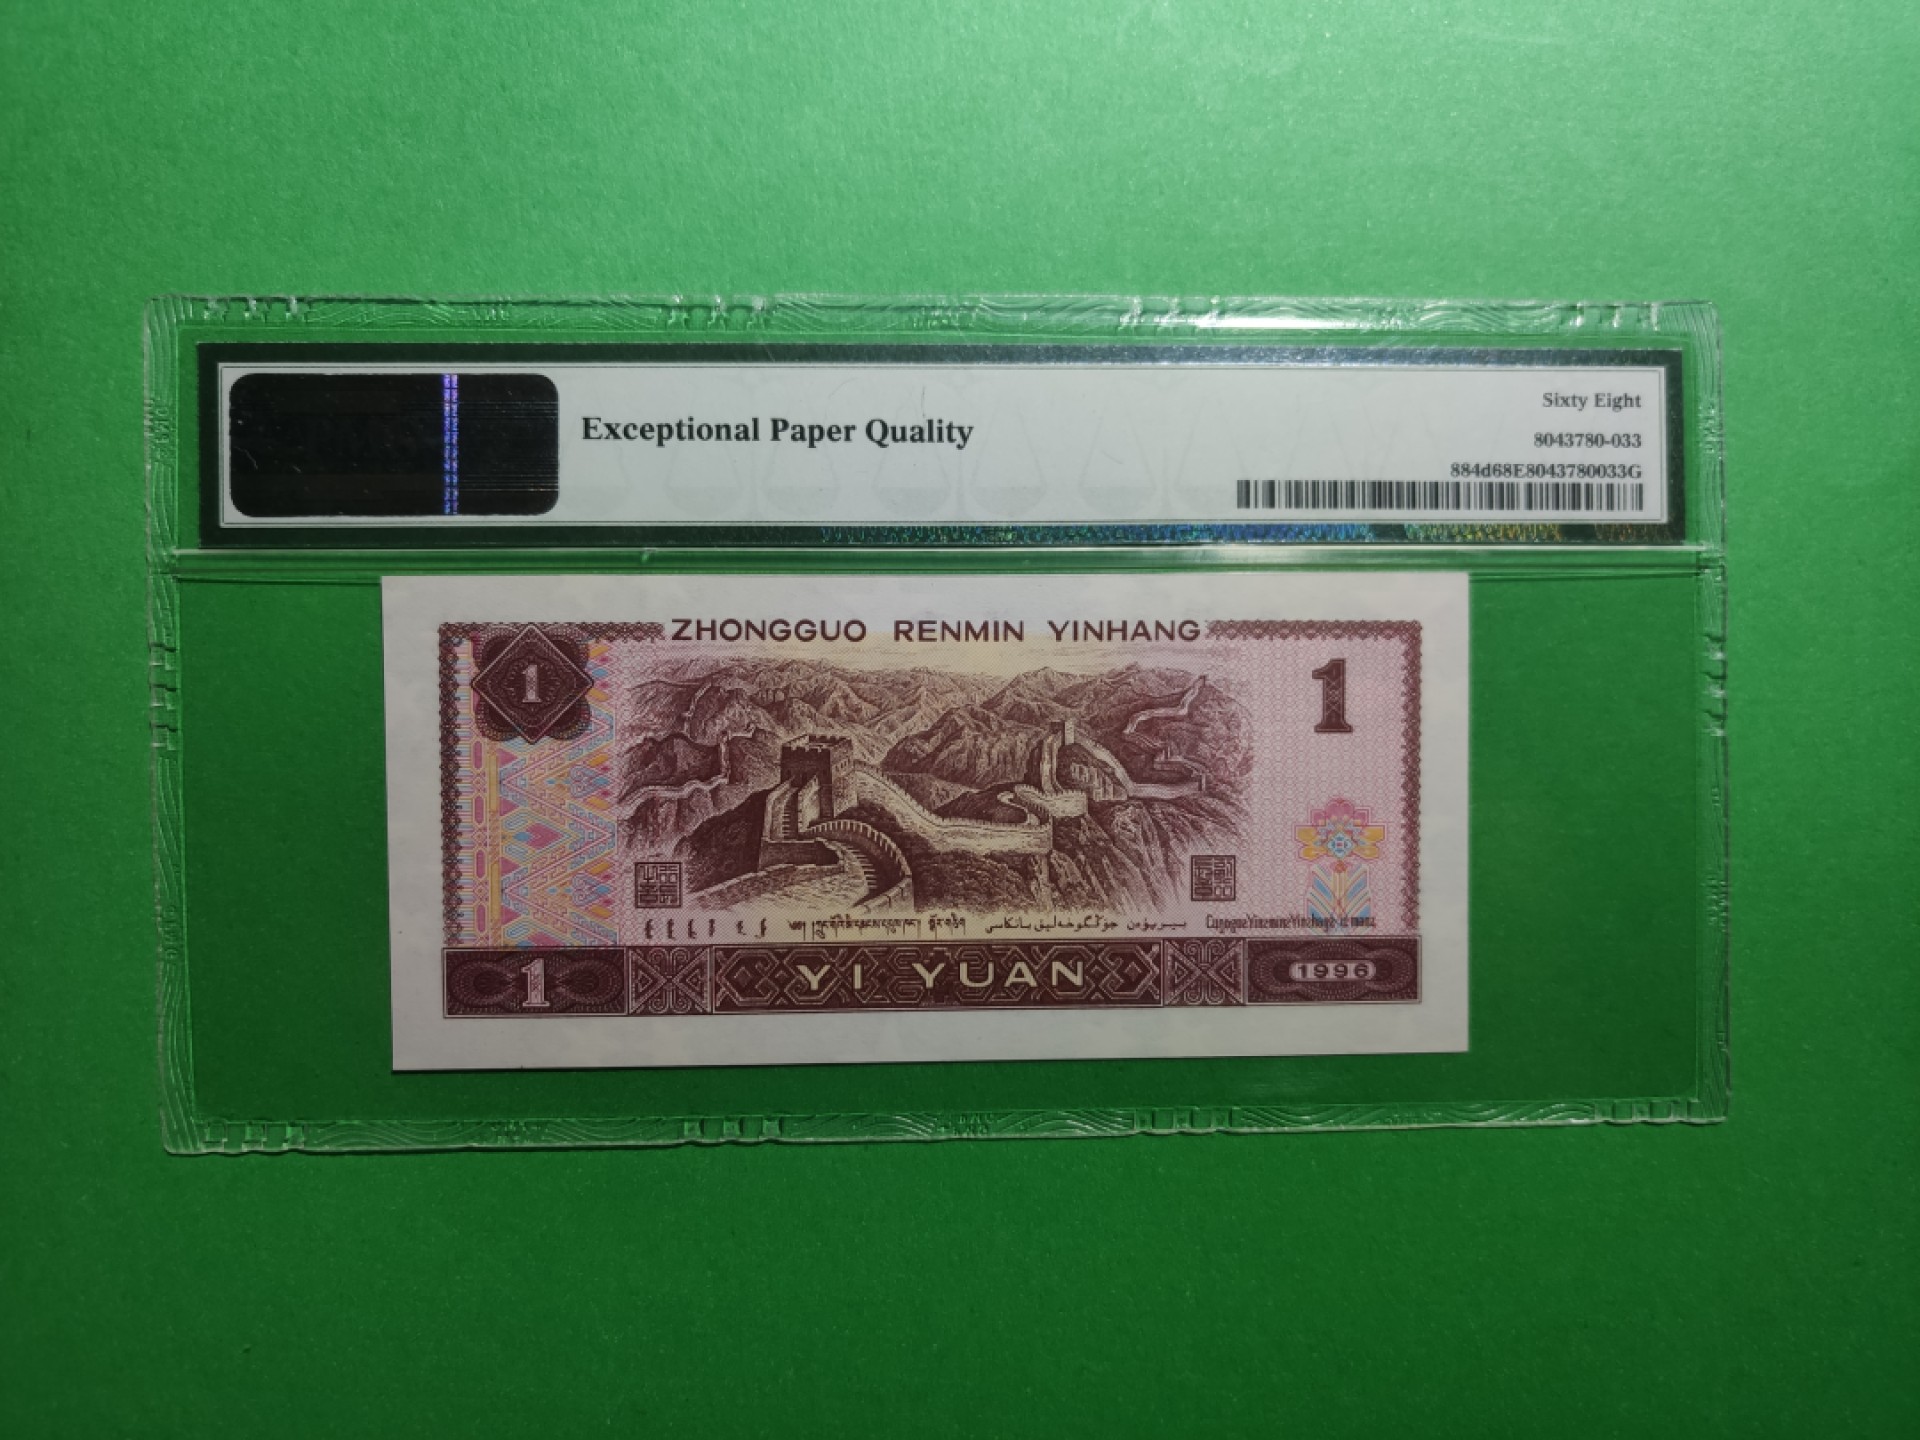 Exceptional Paper Quality
Sixty Eight
8043780-033
884d68E8043780033G
ZHONGGUO RENMIN YINHANG
1
1
1
YI YUAN
1996